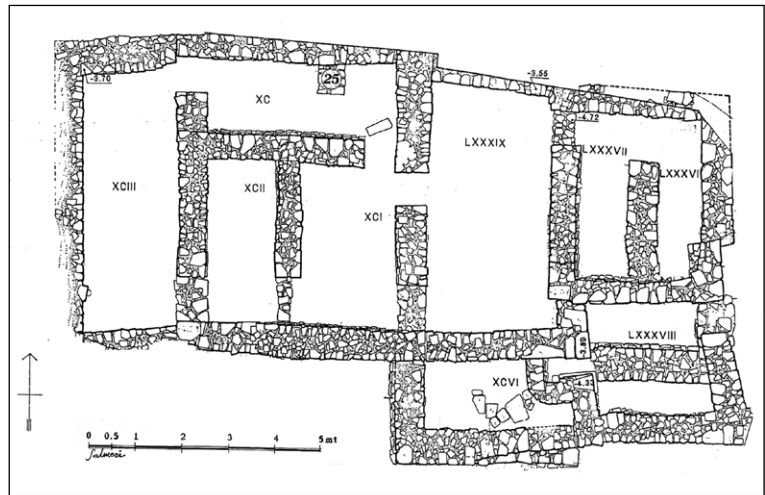 -3.70
25
-3.55
XC
-4.72
LXXXIX
LXXXVII
LXXXVI
XCIII
XCII
XCI
LXXXVIII
-3.80
XCVI
-4.32
0 0.5 1 2 3 4 5 mt